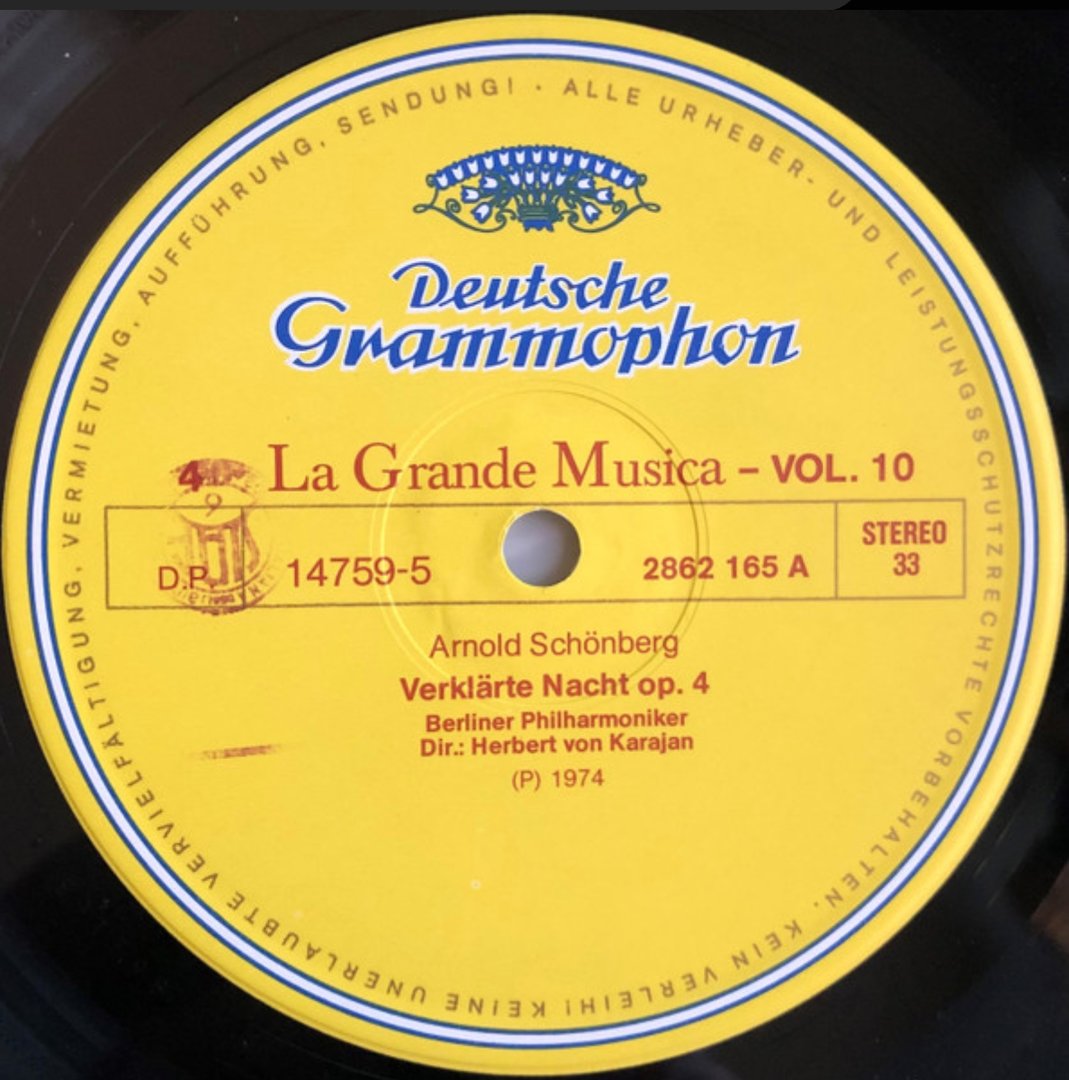 ALLE URHEBER- UND LEISTUNGSSCHUTZRECHTE VORBEHALTEN. KEIN VERLEIH! KEINE UNERLAUBTE VERVIELFÄLTIGUNG, VERMIETUNG, AUFFÜHRUNG, SENDUNG! ·
Deutsche
Grammophon
4 La Grande Musica – VOL. 10
9
D.P. 14759-5 2862 165 A STEREO
33
Arnold Schönberg
Verklärte Nacht op. 4
Berliner Philharmoniker
Dir.: Herbert von Karajan
(P) 1974